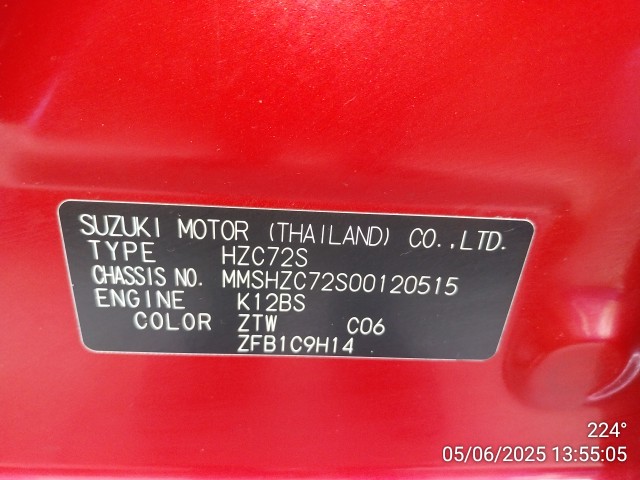 SUZUKI MOTOR (THAILAND) CO.,LTD.
TYPE HZC72S
CHASSIS NO. MMSHZC72S00120515
ENGINE K12BS
COLOR ZTW C06
ZFB1C9H14
224°
05/06/2025 13:55:05